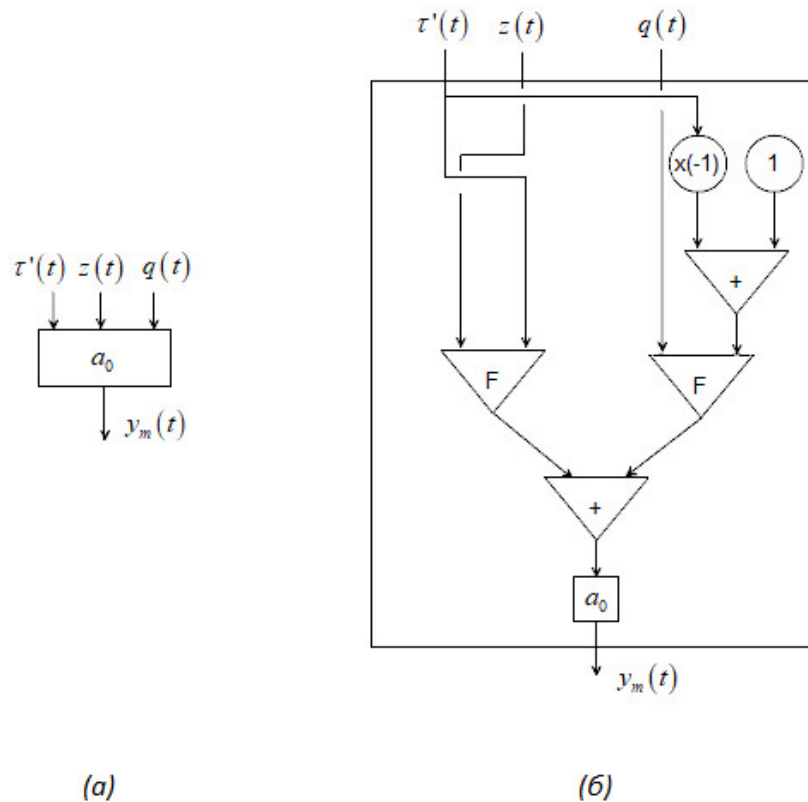 τ'(t) z(t) q(t)
a₀
yₘ(t)
(а)
τ'(t) z(t) q(t)
x(-1) 1
+
F F
+
a₀
yₘ(t)
(б)